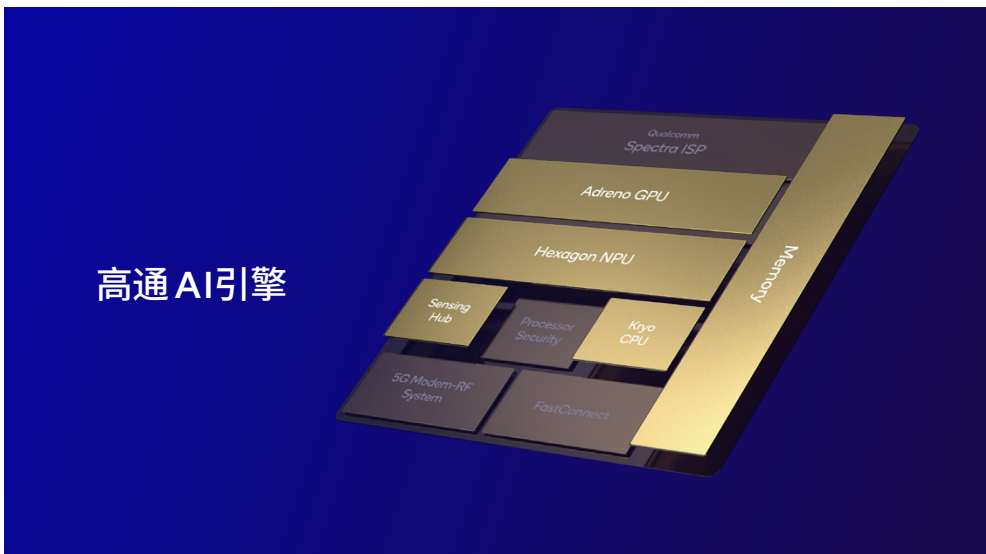 高通AI引擎
Qualcomm
Spectra ISP
Adreno GPU
Hexagon NPU
Memory
Sensing
Hub
Processor
Security
Kryo
CPU
5G Modem-RF
System
FastConnect